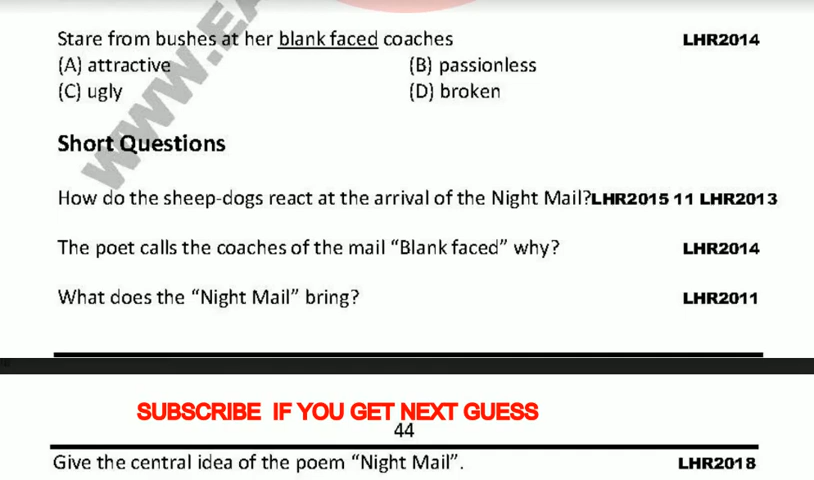 Stare from bushes at her blank faced coaches LHR2014
(A) attractive (B) passionless
(C) ugly (D) broken
Short Questions
How do the sheep-dogs react at the arrival of the Night Mail?LHR2015 11 LHR2013
The poet calls the coaches of the mail “Blank faced” why? LHR2014
What does the “Night Mail” bring? LHR2011
SUBSCRIBE IF YOU GET NEXT GUESS
44
Give the central idea of the poem “Night Mail”. LHR2018
WWW.EA